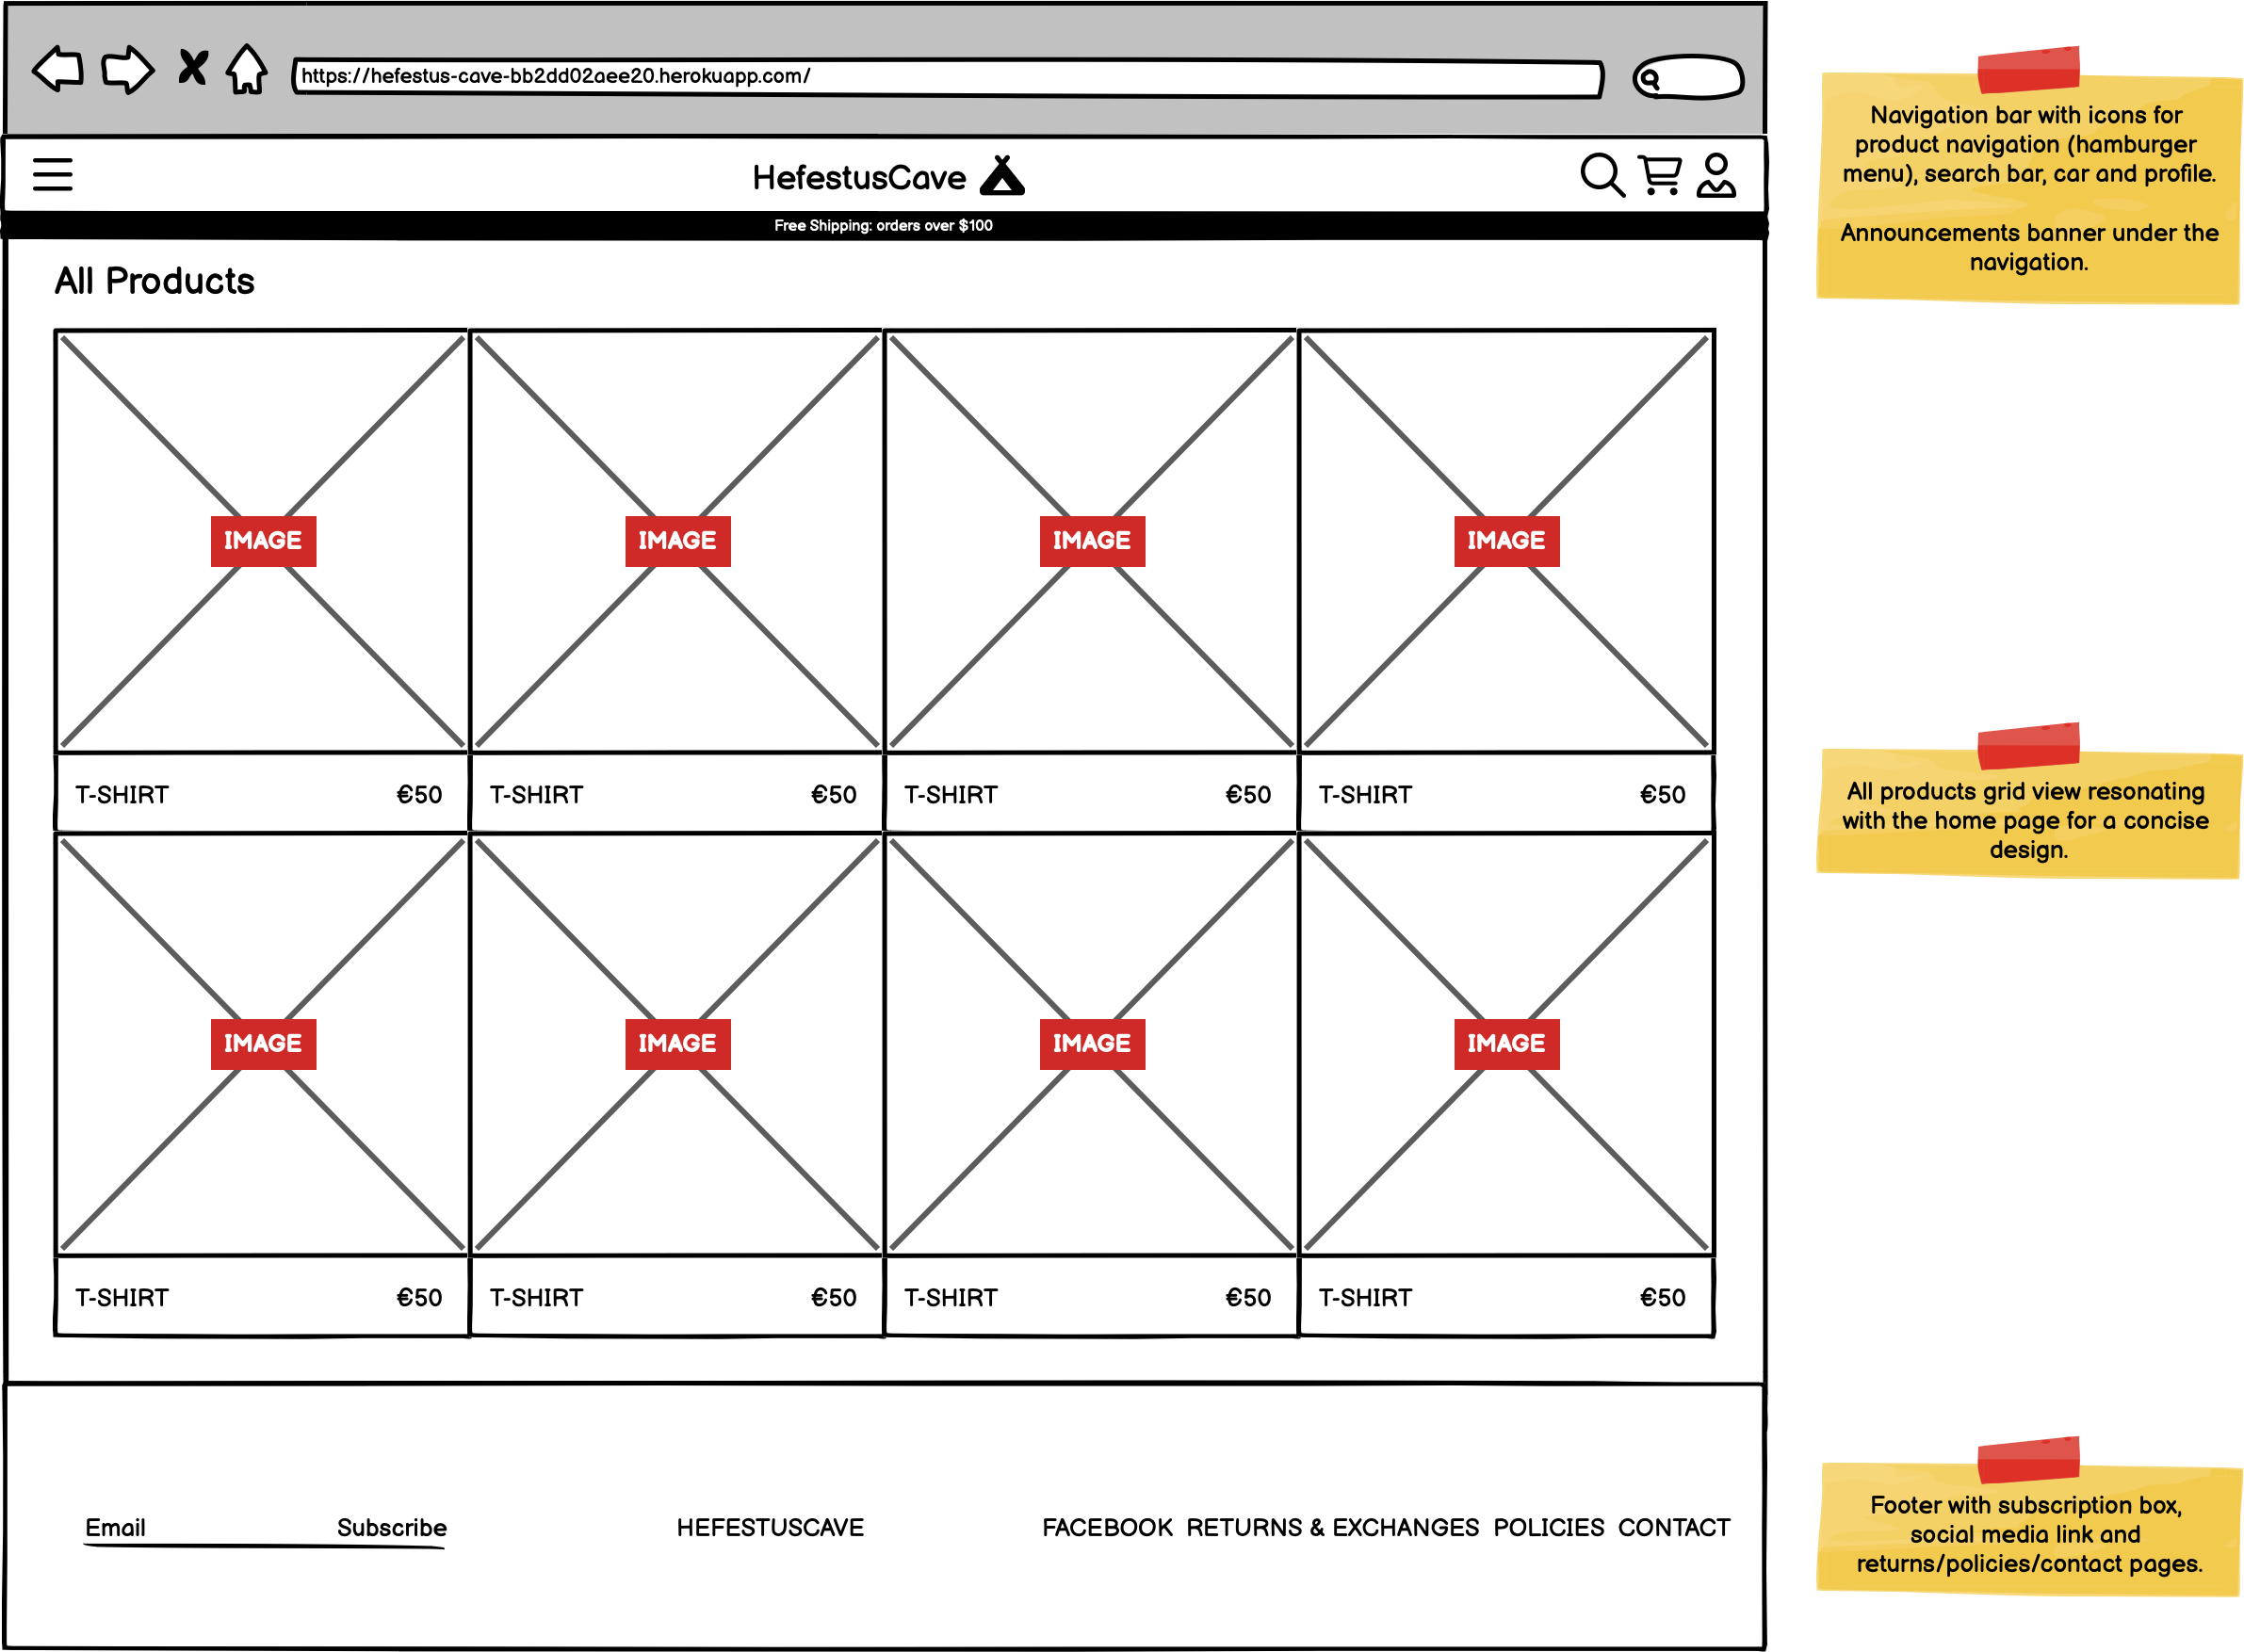 https://hefestus-cave-bb2dd02aee20.herokuapp.com/
HefestusCave
Free Shipping: orders over $100
All Products
IMAGE IMAGE IMAGE IMAGE
T-SHIRT €50 T-SHIRT €50 T-SHIRT €50 T-SHIRT €50
IMAGE IMAGE IMAGE IMAGE
T-SHIRT €50 T-SHIRT €50 T-SHIRT €50 T-SHIRT €50
Email Subscribe HEFESTUSCAVE FACEBOOK RETURNS & EXCHANGES POLICIES CONTACT
Navigation bar with icons for
product navigation (hamburger
menu), search bar, car and profile.
Announcements banner under the
navigation.
All products grid view resonating
with the home page for a concise
design.
Footer with subscription box,
social media link and
returns/policies/contact pages.